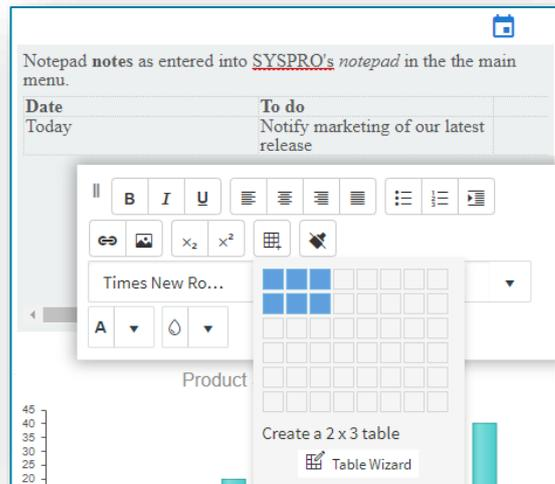 Notepad notes as entered into SYSPRO's notepad in the the main
menu.
Date To do
Today Notify marketing of our latest
release
B I U
x₂ x²
Times New Ro...
A
Product
Create a 2 x 3 table
Table Wizard
45
40
35
30
25
20